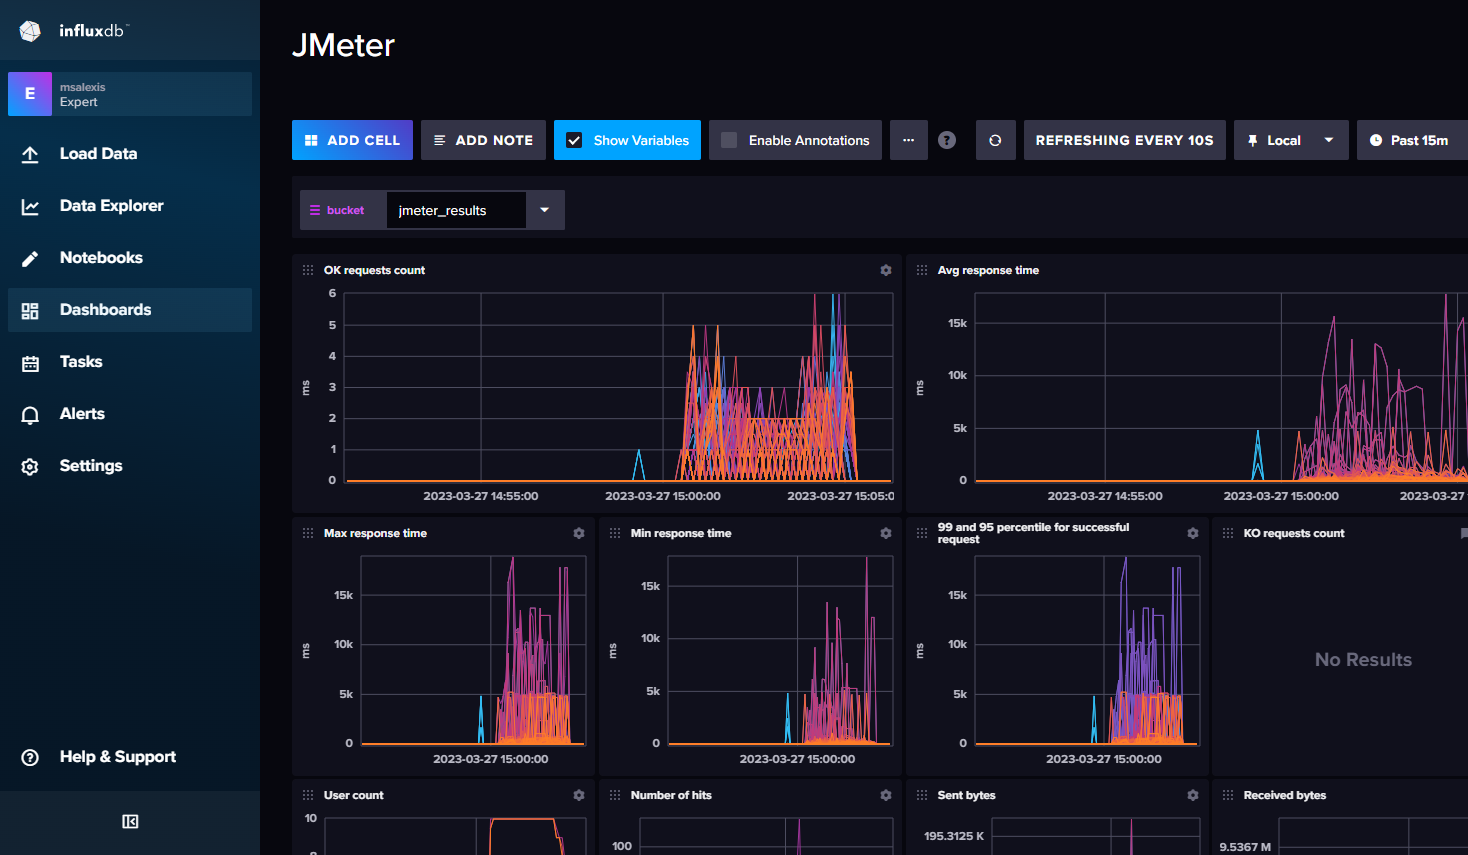 influxdb™
JMeter
E
msalexis
Expert
Load Data
Data Explorer
Notebooks
Dashboards
Tasks
Alerts
Settings
Help & Support
ADD CELL
ADD NOTE
Show Variables
Enable Annotations
...
?
REFRESHING EVERY 10S
Local
Past 15m
bucket
jmeter_results
OK requests count
6
5
4
3
2
1
0
ms
2023-03-27 14:55:00
2023-03-27 15:00:00
2023-03-27 15:05:0
Avg response time
15k
10k
5k
0
ms
2023-03-27 14:55:00
2023-03-27 15:00:00
2023-03-27
Max response time
15k
10k
5k
0
ms
2023-03-27 15:00:00
Min response time
15k
10k
5k
0
ms
2023-03-27 15:00:00
99 and 95 percentile for successful
request
15k
10k
5k
0
ms
2023-03-27 15:00:00
KO requests count
No Results
User count
10
Number of hits
100
Sent bytes
195.3125 K
Received bytes
9.5367 M